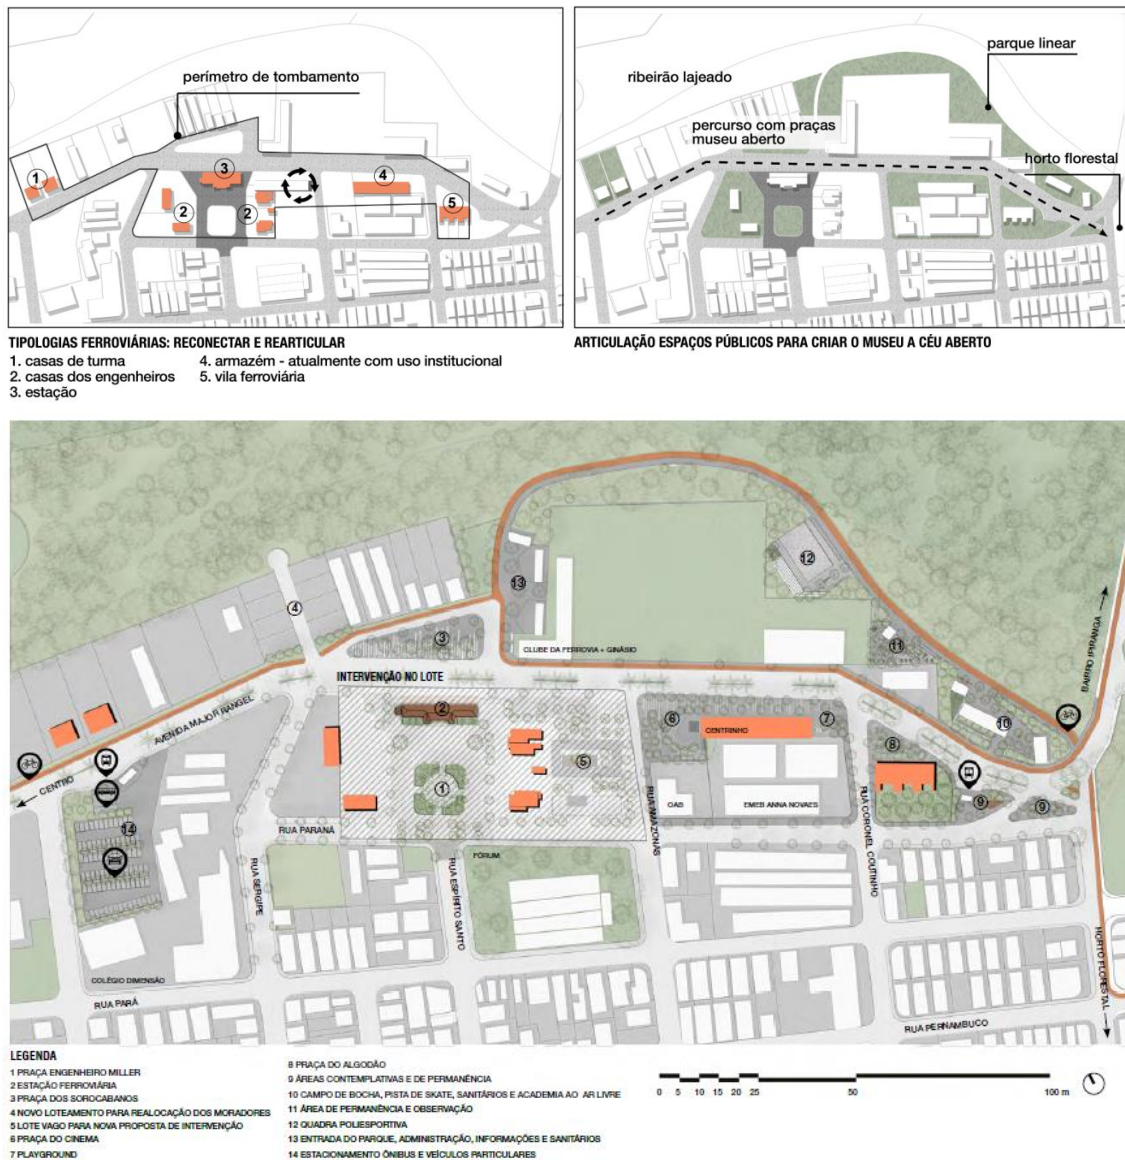 perímetro de tombamento
1
3
2
2
4
5
parque linear
ribeirão lajeado
percurso com praças
museu aberto
horto florestal
TIPOLOGIAS FERROVIÁRIAS: RECONECTAR E REARTICULAR
1. casas de turma
2. casas dos engenheiros
3. estação
4. armazém - atualmente com uso institucional
5. vila ferroviária
ARTICULAÇÃO ESPAÇOS PÚBLICOS PARA CRIAR O MUSEU A CÉU ABERTO
12
13
4
3
CLUBE DA FERROVIA + GINÁSIO
11
BAIRRO IPIRANGA
INTERVENÇÃO NO LOTE
AVENIDA MAJOR RANGEL
2
6
CENTRINHO
7
10
8
CENTRO
5
1
OAB
EMEB ANNA NOVAES
9
9
14
RUA PARANÁ
RUA AMAZONAS
RUA CORONEL COUTINHO
FÓRUM
RUA SERGIPE
RUA ESPÍRITO SANTO
COLÉGIO DIMENSÃO
RUA PARÁ
HORTO FLORESTAL
RUA PERNAMBUCO
LEGENDA
1 PRAÇA ENGENHEIRO MILLER
2 ESTAÇÃO FERROVIÁRIA
3 PRAÇA DOS SOROCABANOS
4 NOVO LOTEAMENTO PARA REALOCAÇÃO DOS MORADORES
5 LOTE VAGO PARA NOVA PROPOSTA DE INTERVENÇÃO
6 PRAÇA DO CINEMA
7 PLAYGROUND
8 PRAÇA DO ALGODÃO
9 ÁREAS CONTEMPLATIVAS E DE PERMANÊNCIA
10 CAMPO DE BOCHA, PISTA DE SKATE, SANITÁRIOS E ACADEMIA AO AR LIVRE
11 ÁREA DE PERMANÊNCIA E OBSERVAÇÃO
12 QUADRA POLIESPORTIVA
13 ENTRADA DO PARQUE, ADMINISTRAÇÃO, INFORMAÇÕES E SANITÁRIOS
14 ESTACIONAMENTO ÔNIBUS E VEÍCULOS PARTICULARES
0 5 10 15 20 25 50 100 m